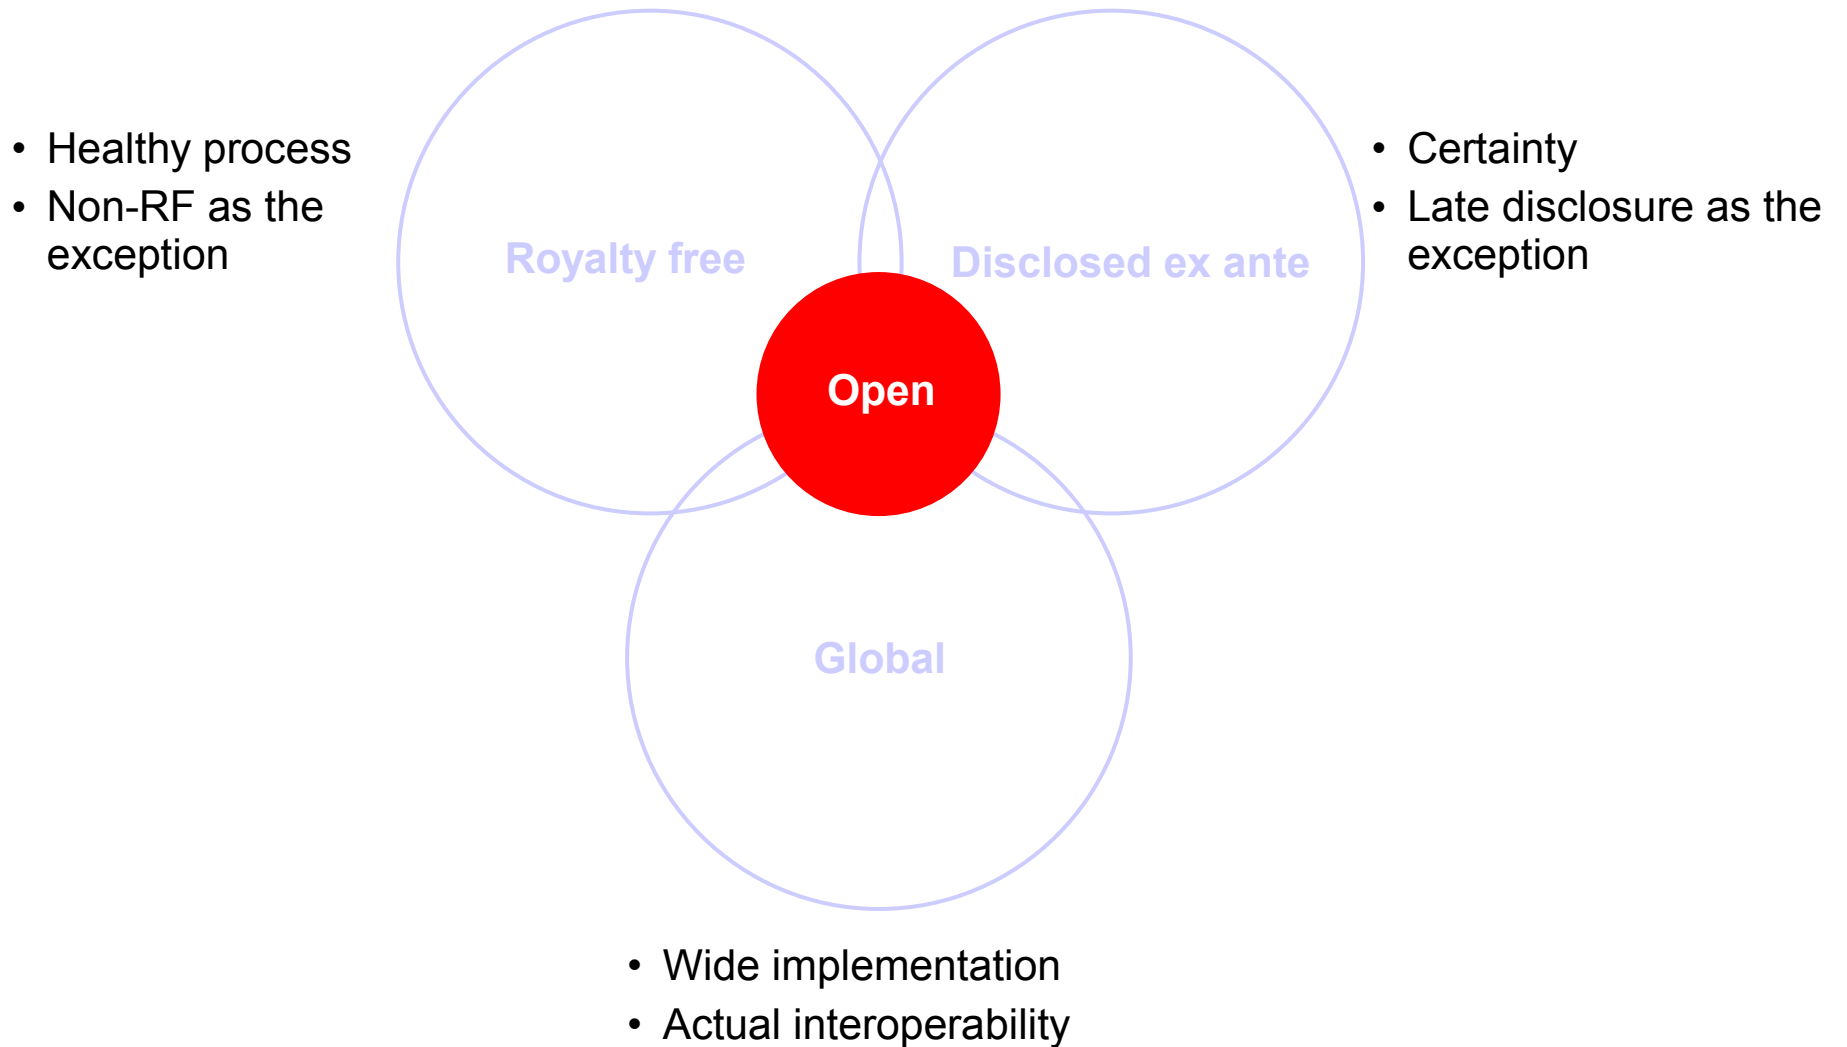 • Healthy process
• Non-RF as the
exception
Royalty free
Disclosed ex ante
• Certainty
• Late disclosure as the
exception
Open
Global
• Wide implementation
• Actual interoperability